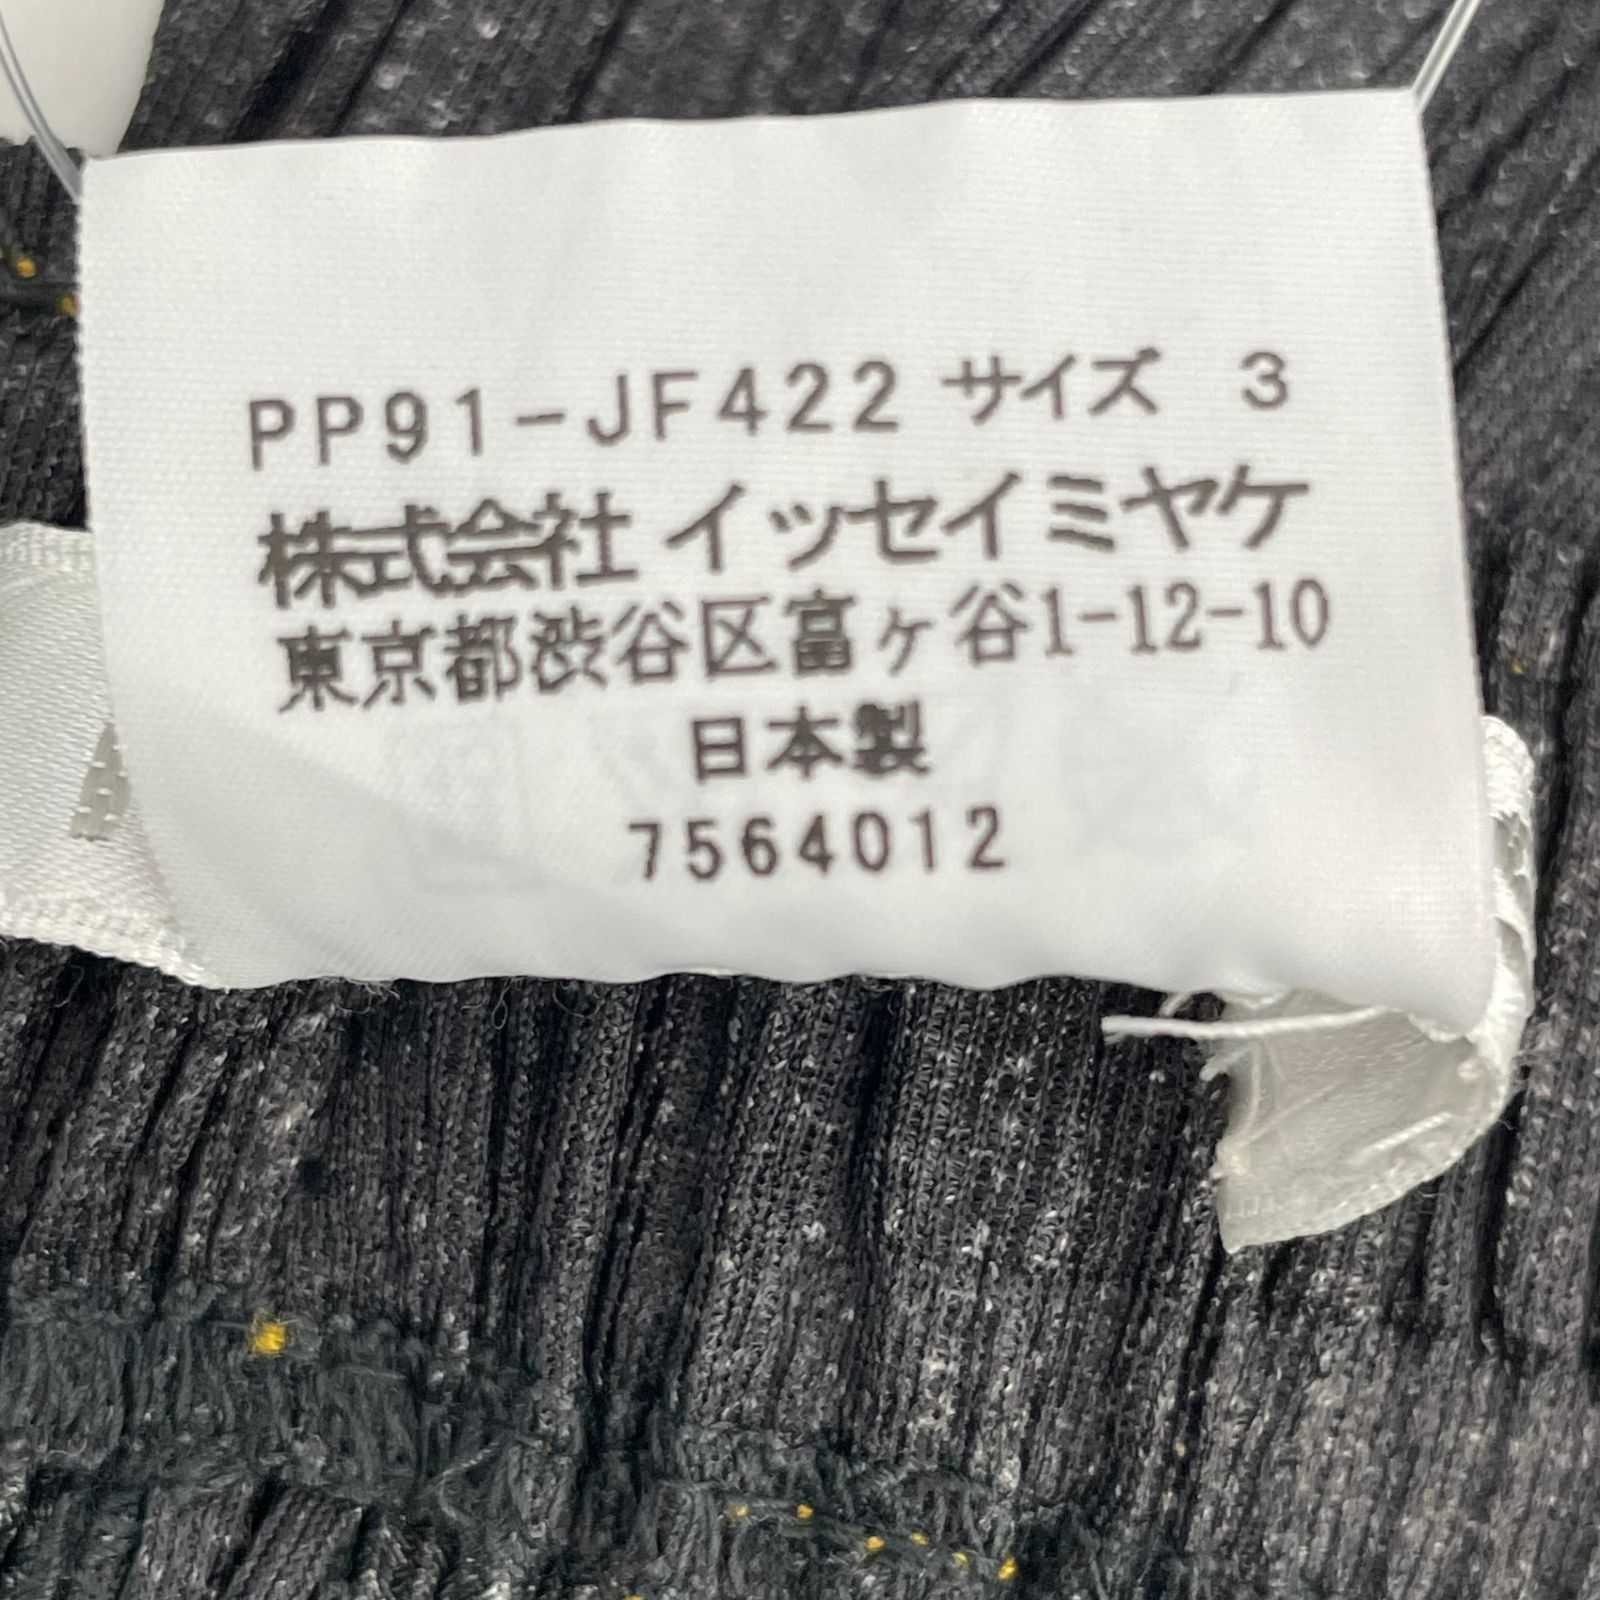 PP91-JF422 サイズ 3
株式会社 イッセイミヤケ
東京都渋谷区富ヶ谷1-12-10
日本製
7564012